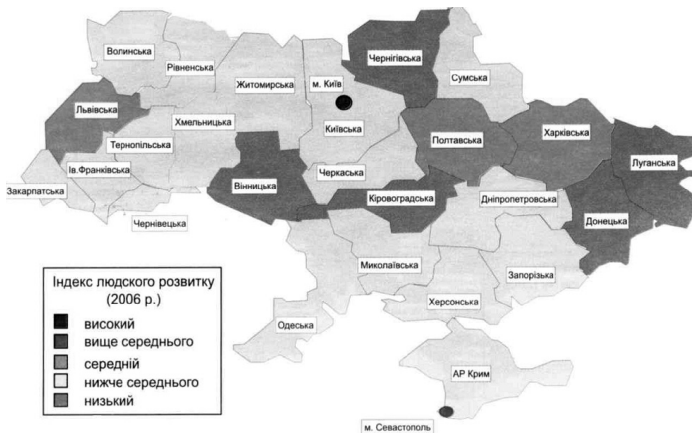 Волинська
Рівненська
Житомирська
м. Київ
Чернігівська
Сумська
Львівська
Тернопільська
Хмельницька
Київська
Полтавська
Харківська
Луганська
Ів.Франківська
Закарпатська
Чернівецька
Вінницька
Черкаська
Кіровоградська
Дніпропетровська
Донецька
Миколаївська
Запорізька
Херсонська
Одеська
АР Крим
м. Севастополь
Індекс людского розвитку
(2006 р.)
високий
вище середнього
середній
нижче середнього
низький